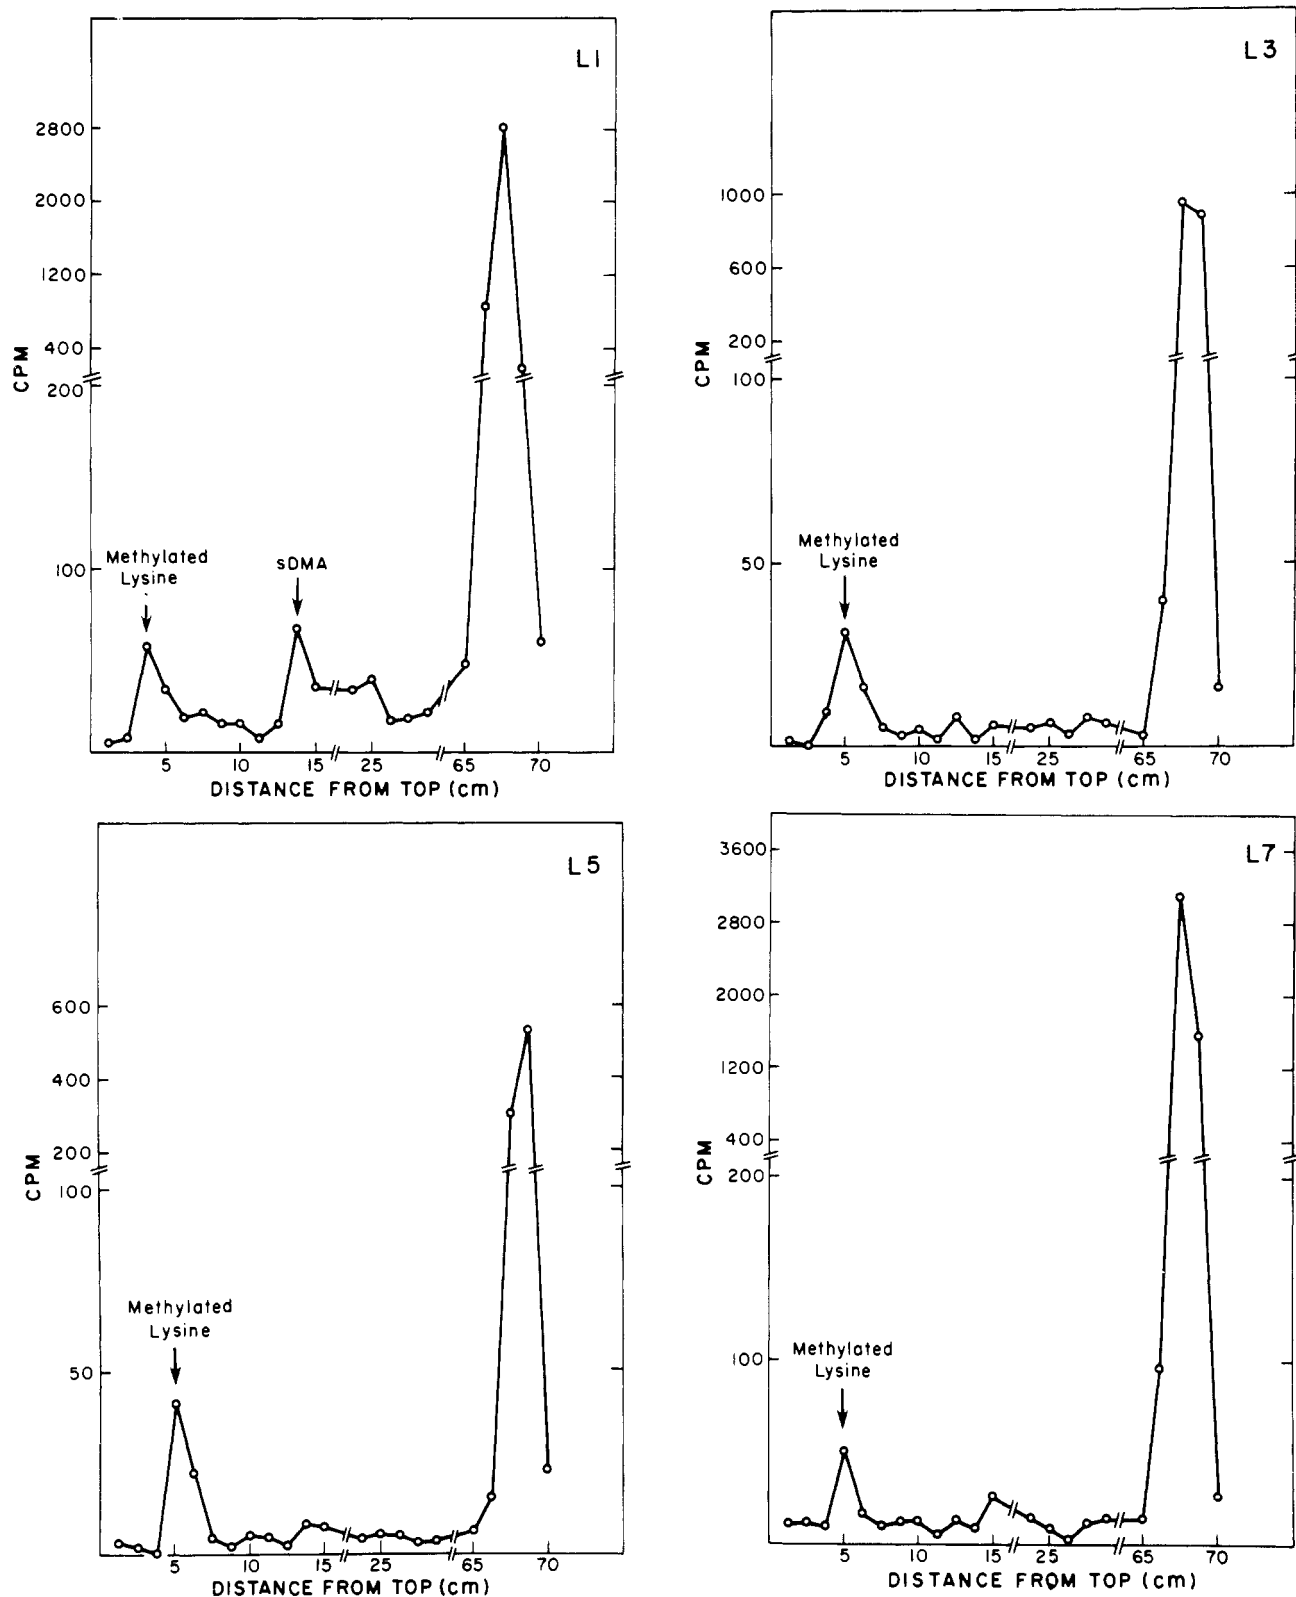 L1
2800
2000
1200
400
200
100
CPM
Methylated
Lysine
sDMA
5 10 15 25 65 70
DISTANCE FROM TOP (cm)
L3
1000
600
200
100
50
CPM
Methylated
Lysine
5 10 15 25 65 70
DISTANCE FROM TOP (cm)
L5
600
400
200
100
50
CPM
Methylated
Lysine
5 10 15 25 65 70
DISTANCE FROM TOP (cm)
L7
3600
2800
2000
1200
400
200
100
CPM
Methylated
Lysine
5 10 15 25 65 70
DISTANCE FROM TOP (cm)